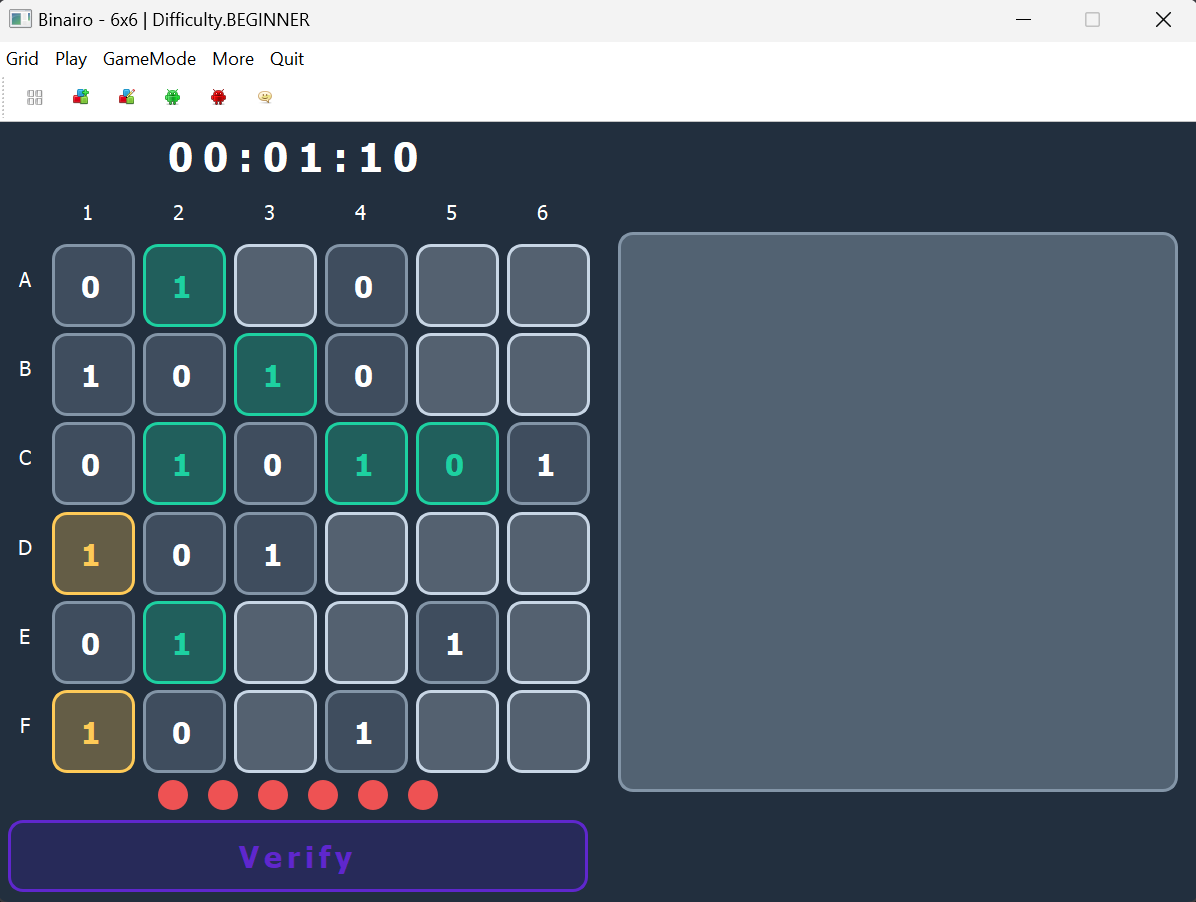 Binairo - 6x6 | Difficulty.BEGINNER
Grid Play GameMode More Quit
00:01:10
1 2 3 4 5 6
A 0 1 0
B 1 0 1 0
C 0 1 0 1 0 1
D 1 0 1
E 0 1 1
F 1 0 1
Verify